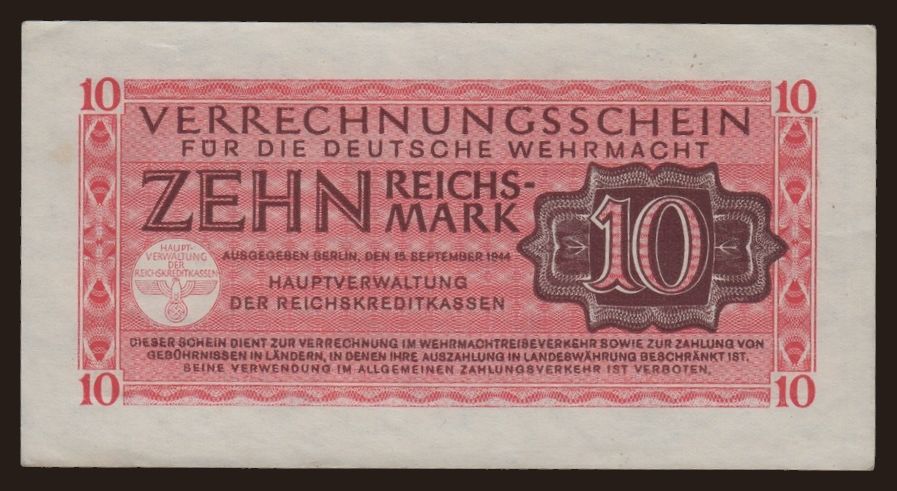 10 10
VERRECHNUNGSSCHEIN
FÜR DIE DEUTSCHE WEHRMACHT
ZEHN REICHS-
MARK
10
HAUPT-
VERWALTUNG
DER
REICHSKREDITKASSEN
AUSGEGEBEN BERLIN, DEN 15. SEPTEMBER 1944
HAUPTVERWALTUNG
DER REICHSKREDITKASSEN
DIESER SCHEIN DIENT ZUR VERRECHNUNG IM WEHRMACHTREISEVERKEHR SOWIE ZUR ZAHLUNG VON
GEBÜHRNISSEN IN LÄNDERN, IN DENEN IHRE AUSZAHLUNG IN LANDESWÄHRUNG BESCHRÄNKT IST.
SEINE VERWENDUNG IM ALLGEMEINEN ZAHLUNGSVERKEHR IST VERBOTEN.
10 10